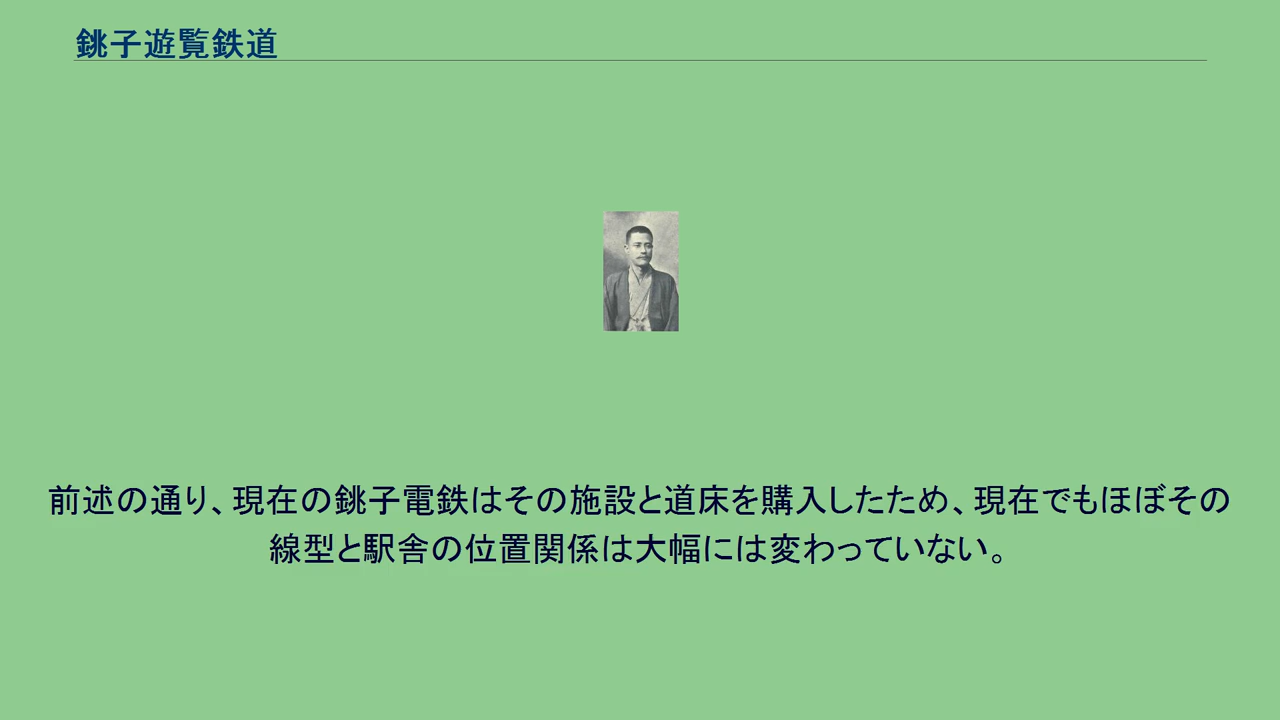 銚子遊覧鉄道
前述の通り、現在の銚子電鉄はその施設と道床を購入したため、現在でもほぼその
線型と駅舎の位置関係は大幅には変わっていない。